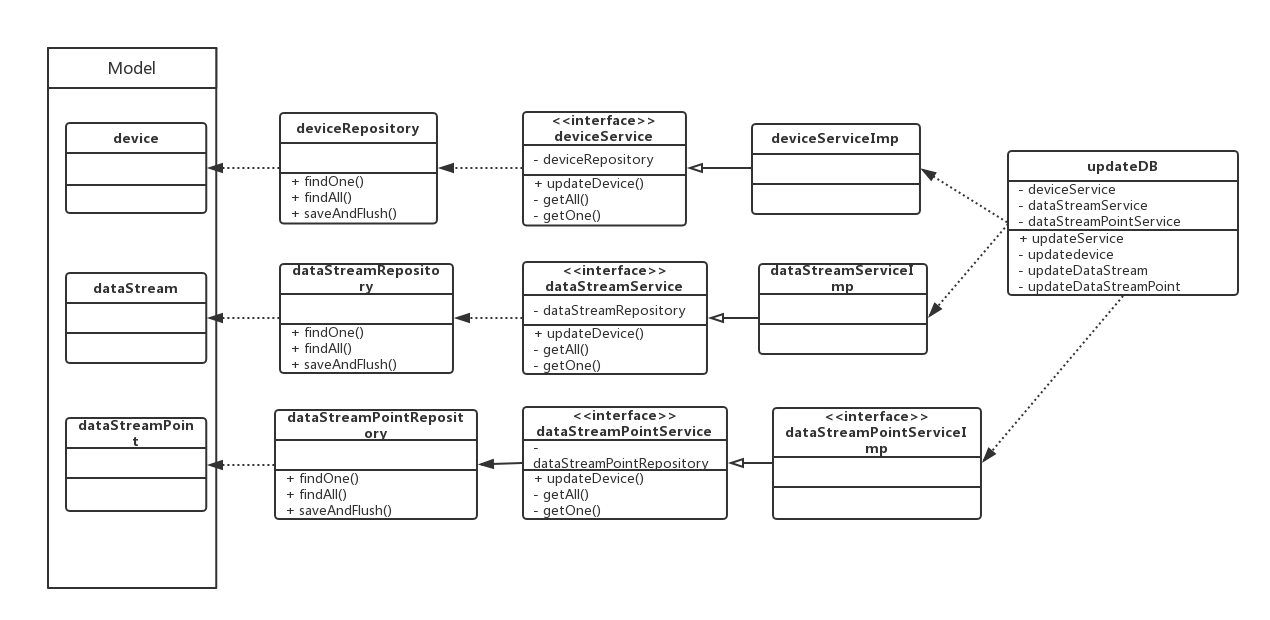 Model
device
deviceRepository
+ findOne()
+ findAll()
+ saveAndFlush()
<<interface>>
deviceService
- deviceRepository
+ updateDevice()
- getAll()
- getOne()
deviceServiceImp
updateDB
- deviceService
- dataStreamService
- dataStreamPointService
+ updateService
- updatedevice
- updateDataStream
- updateDataStreamPoint
dataStream
dataStreamReposito
ry
+ findOne()
+ findAll()
+ saveAndFlush()
<<interface>>
dataStreamService
- dataStreamRepository
+ updateDevice()
- getAll()
- getOne()
dataStreamServiceI
mp
dataStreamPoin
t
dataStreamPointReposit
ory
+ findOne()
+ findAll()
+ saveAndFlush()
<<interface>>
dataStreamPointService
-
dataStreamPointRepository
+ updateDevice()
- getAll()
- getOne()
<<interface>>
dataStreamPointServiceI
mp